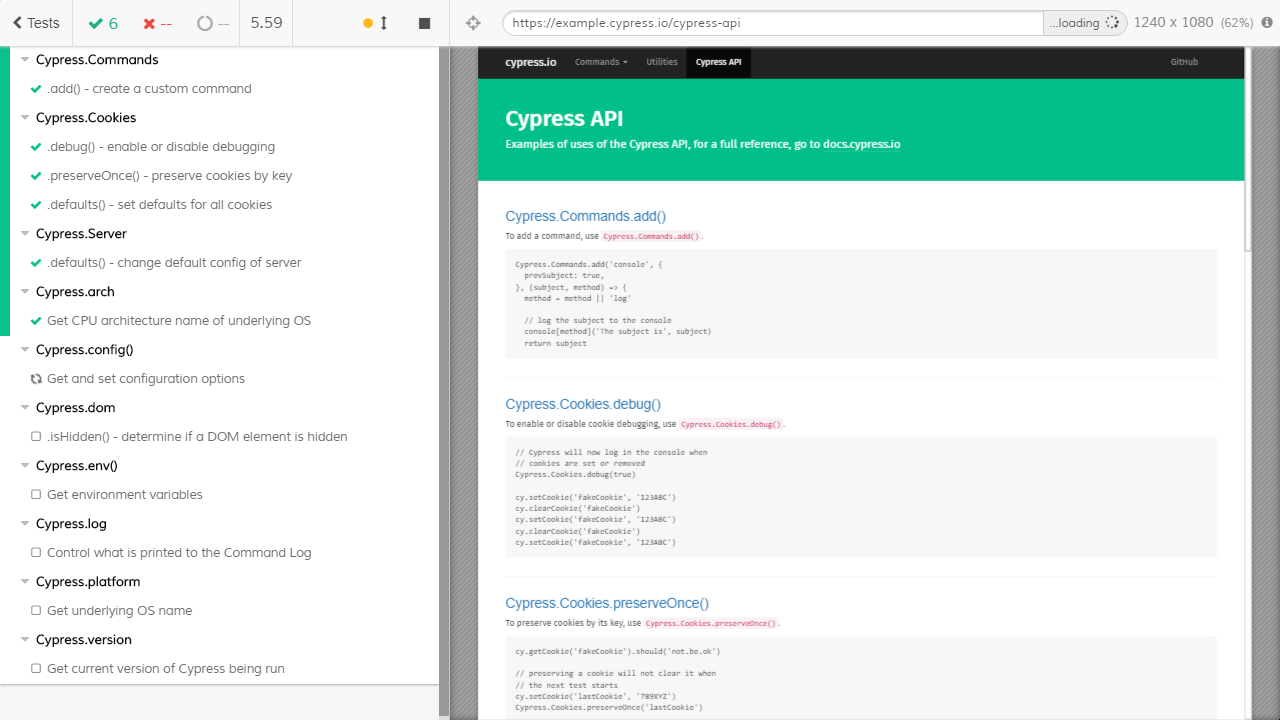 Tests
6
--
--
5.59
https://example.cypress.io/cypress-api
...loading
1240 x 1080 (62%)
Cypress.Commands
.add() - create a custom command
Cypress.Cookies
.debug() - enable or disable debugging
.preserveOnce() - preserve cookies by key
.defaults() - set defaults for all cookies
Cypress.Server
.defaults() - change default config of server
Cypress.arch
Get CPU architecture name of underlying OS
Cypress.config()
Get and set configuration options
Cypress.dom
.isHidden() - determine if a DOM element is hidden
Cypress.env()
Get environment variables
Cypress.log
Control what is printed to the Command Log
Cypress.platform
Get underlying OS name
Cypress.version
Get current version of Cypress being run
cypress.io
Commands
Utilities
Cypress API
GitHub
Cypress API
Examples of uses of the Cypress API, for a full reference, go to docs.cypress.io
Cypress.Commands.add()
To add a command, use Cypress.Commands.add().
Cypress.Commands.add('console', {
prevSubject: true,
}, (subject, method) => {
method = method || 'log'
// log the subject to the console
console[method]('The subject is', subject)
return subject
Cypress.Cookies.debug()
To enable or disable cookie debugging, use Cypress.Cookies.debug().
// Cypress will now log in the console when
// cookies are set or removed
Cypress.Cookies.debug(true)
cy.setCookie('fakeCookie', '123ABC')
cy.clearCookie('fakeCookie')
cy.setCookie('fakeCookie', '123ABC')
cy.clearCookie('fakeCookie')
cy.setCookie('fakeCookie', '123ABC')
Cypress.Cookies.preserveOnce()
To preserve cookies by its key, use Cypress.Cookies.preserveOnce().
cy.getCookie('fakeCookie').should('not.be.ok')
// preserving a cookie will not clear it when
// the next test starts
cy.setCookie('lastCookie', '789XYZ')
Cypress.Cookies.preserveOnce('lastCookie')